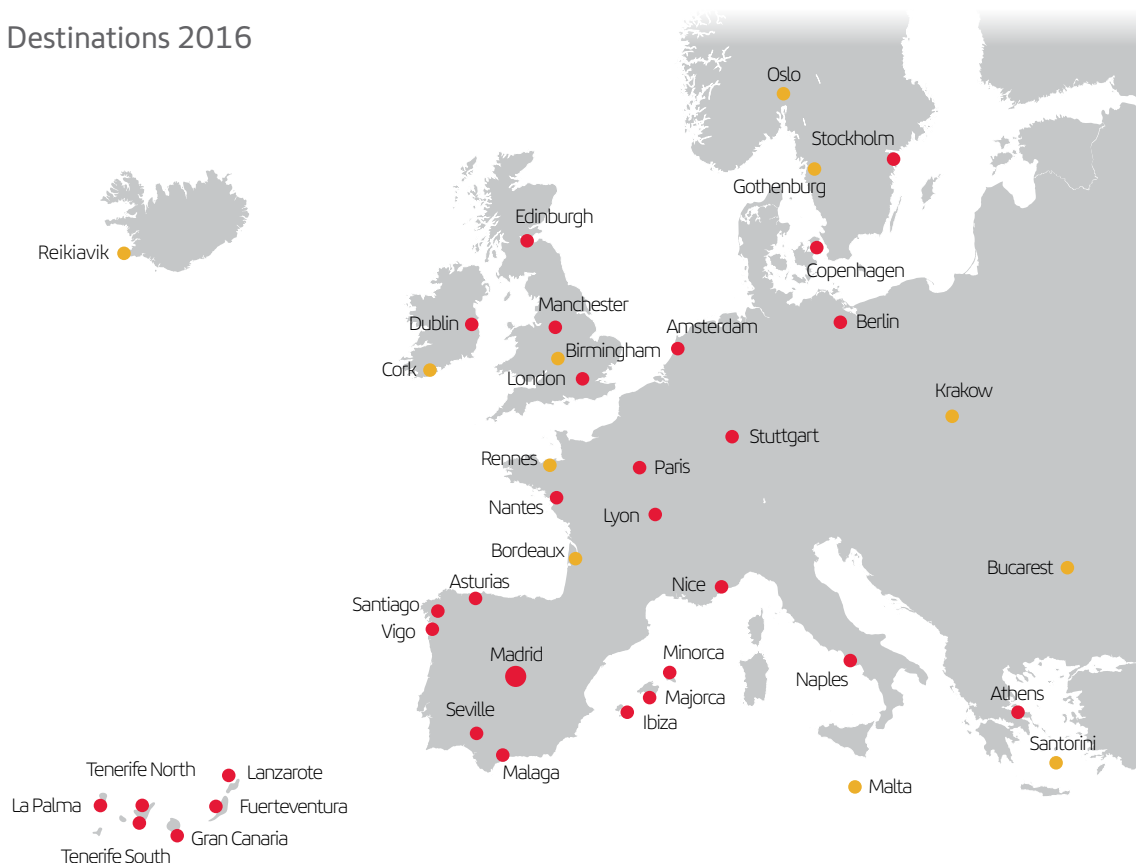 Destinations 2016
Oslo
Stockholm
Gothenburg
Edinburgh
Reikiavik
Copenhagen
Manchester
Dublin
Amsterdam
Berlin
Birmingham
Cork
London
Krakow
Stuttgart
Rennes
Paris
Nantes
Lyon
Bordeaux
Bucarest
Asturias
Nice
Santiago
Vigo
Madrid
Minorca
Naples
Majorca
Athens
Seville
Ibiza
Santorini
Malaga
Tenerife North
Lanzarote
Malta
La Palma
Fuerteventura
Gran Canaria
Tenerife South